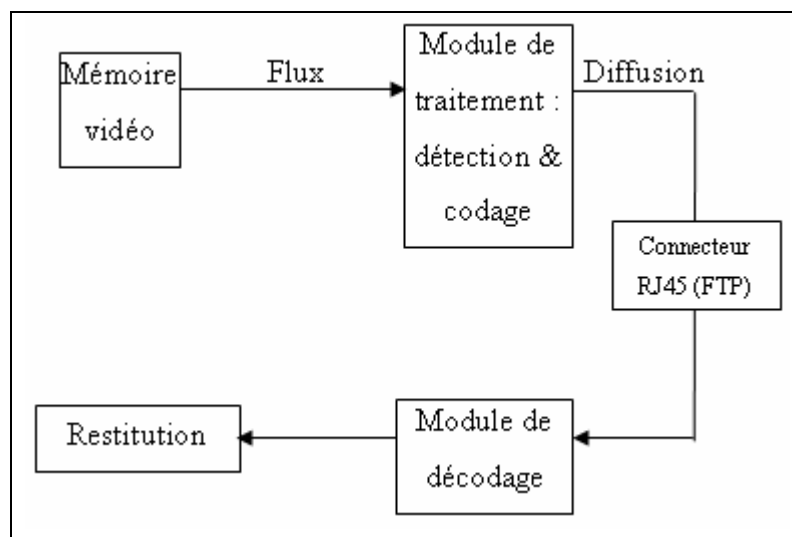 Mémoire
vidéo
Flux
Module de
traitement :
détection &
codage
Diffusion
Connecteur
RJ45 (FTP)
Module de
décodage
Restitution